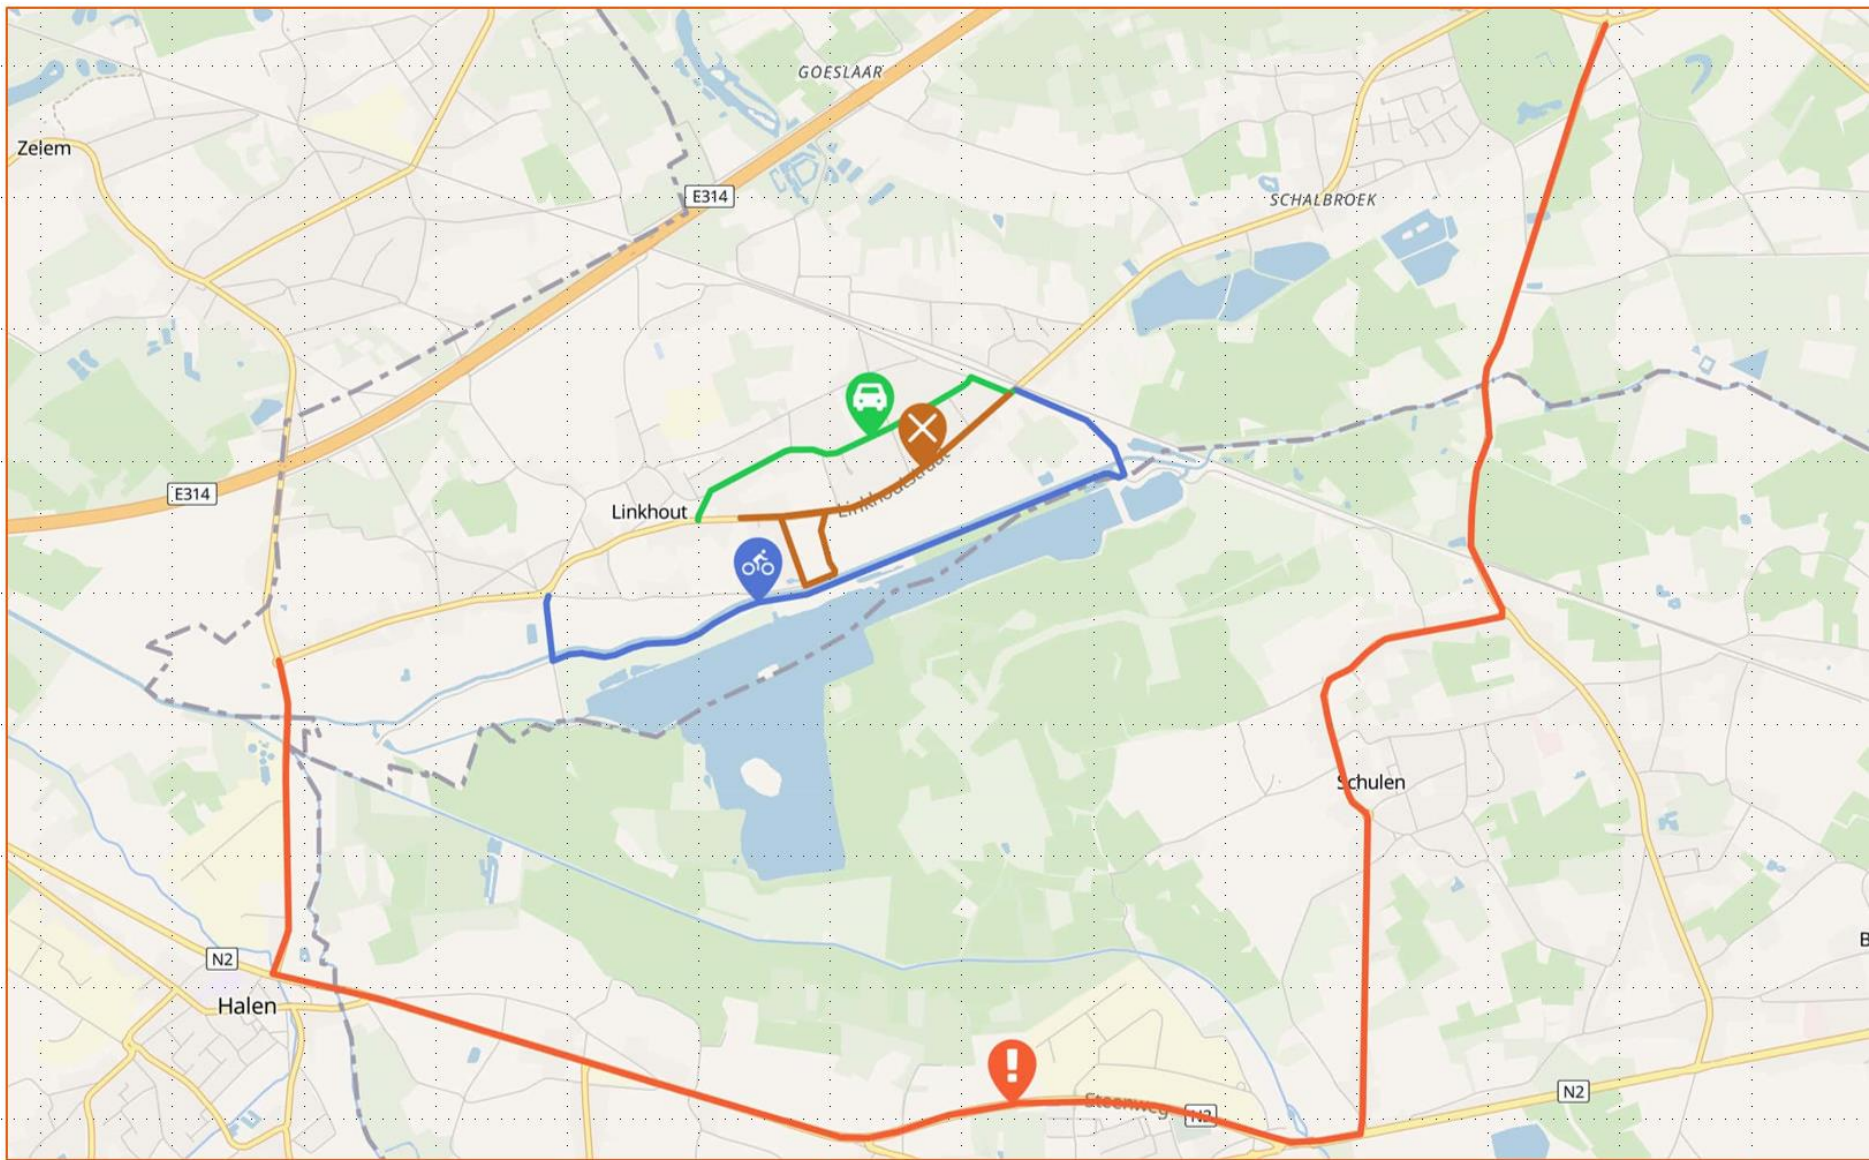 GOESLAAR
Zelem
E314
SCHALBROEK
E314
Linkhout
Linkhoutstraat
Schulen
B
N2
Halen
N2
Steenweg
N2